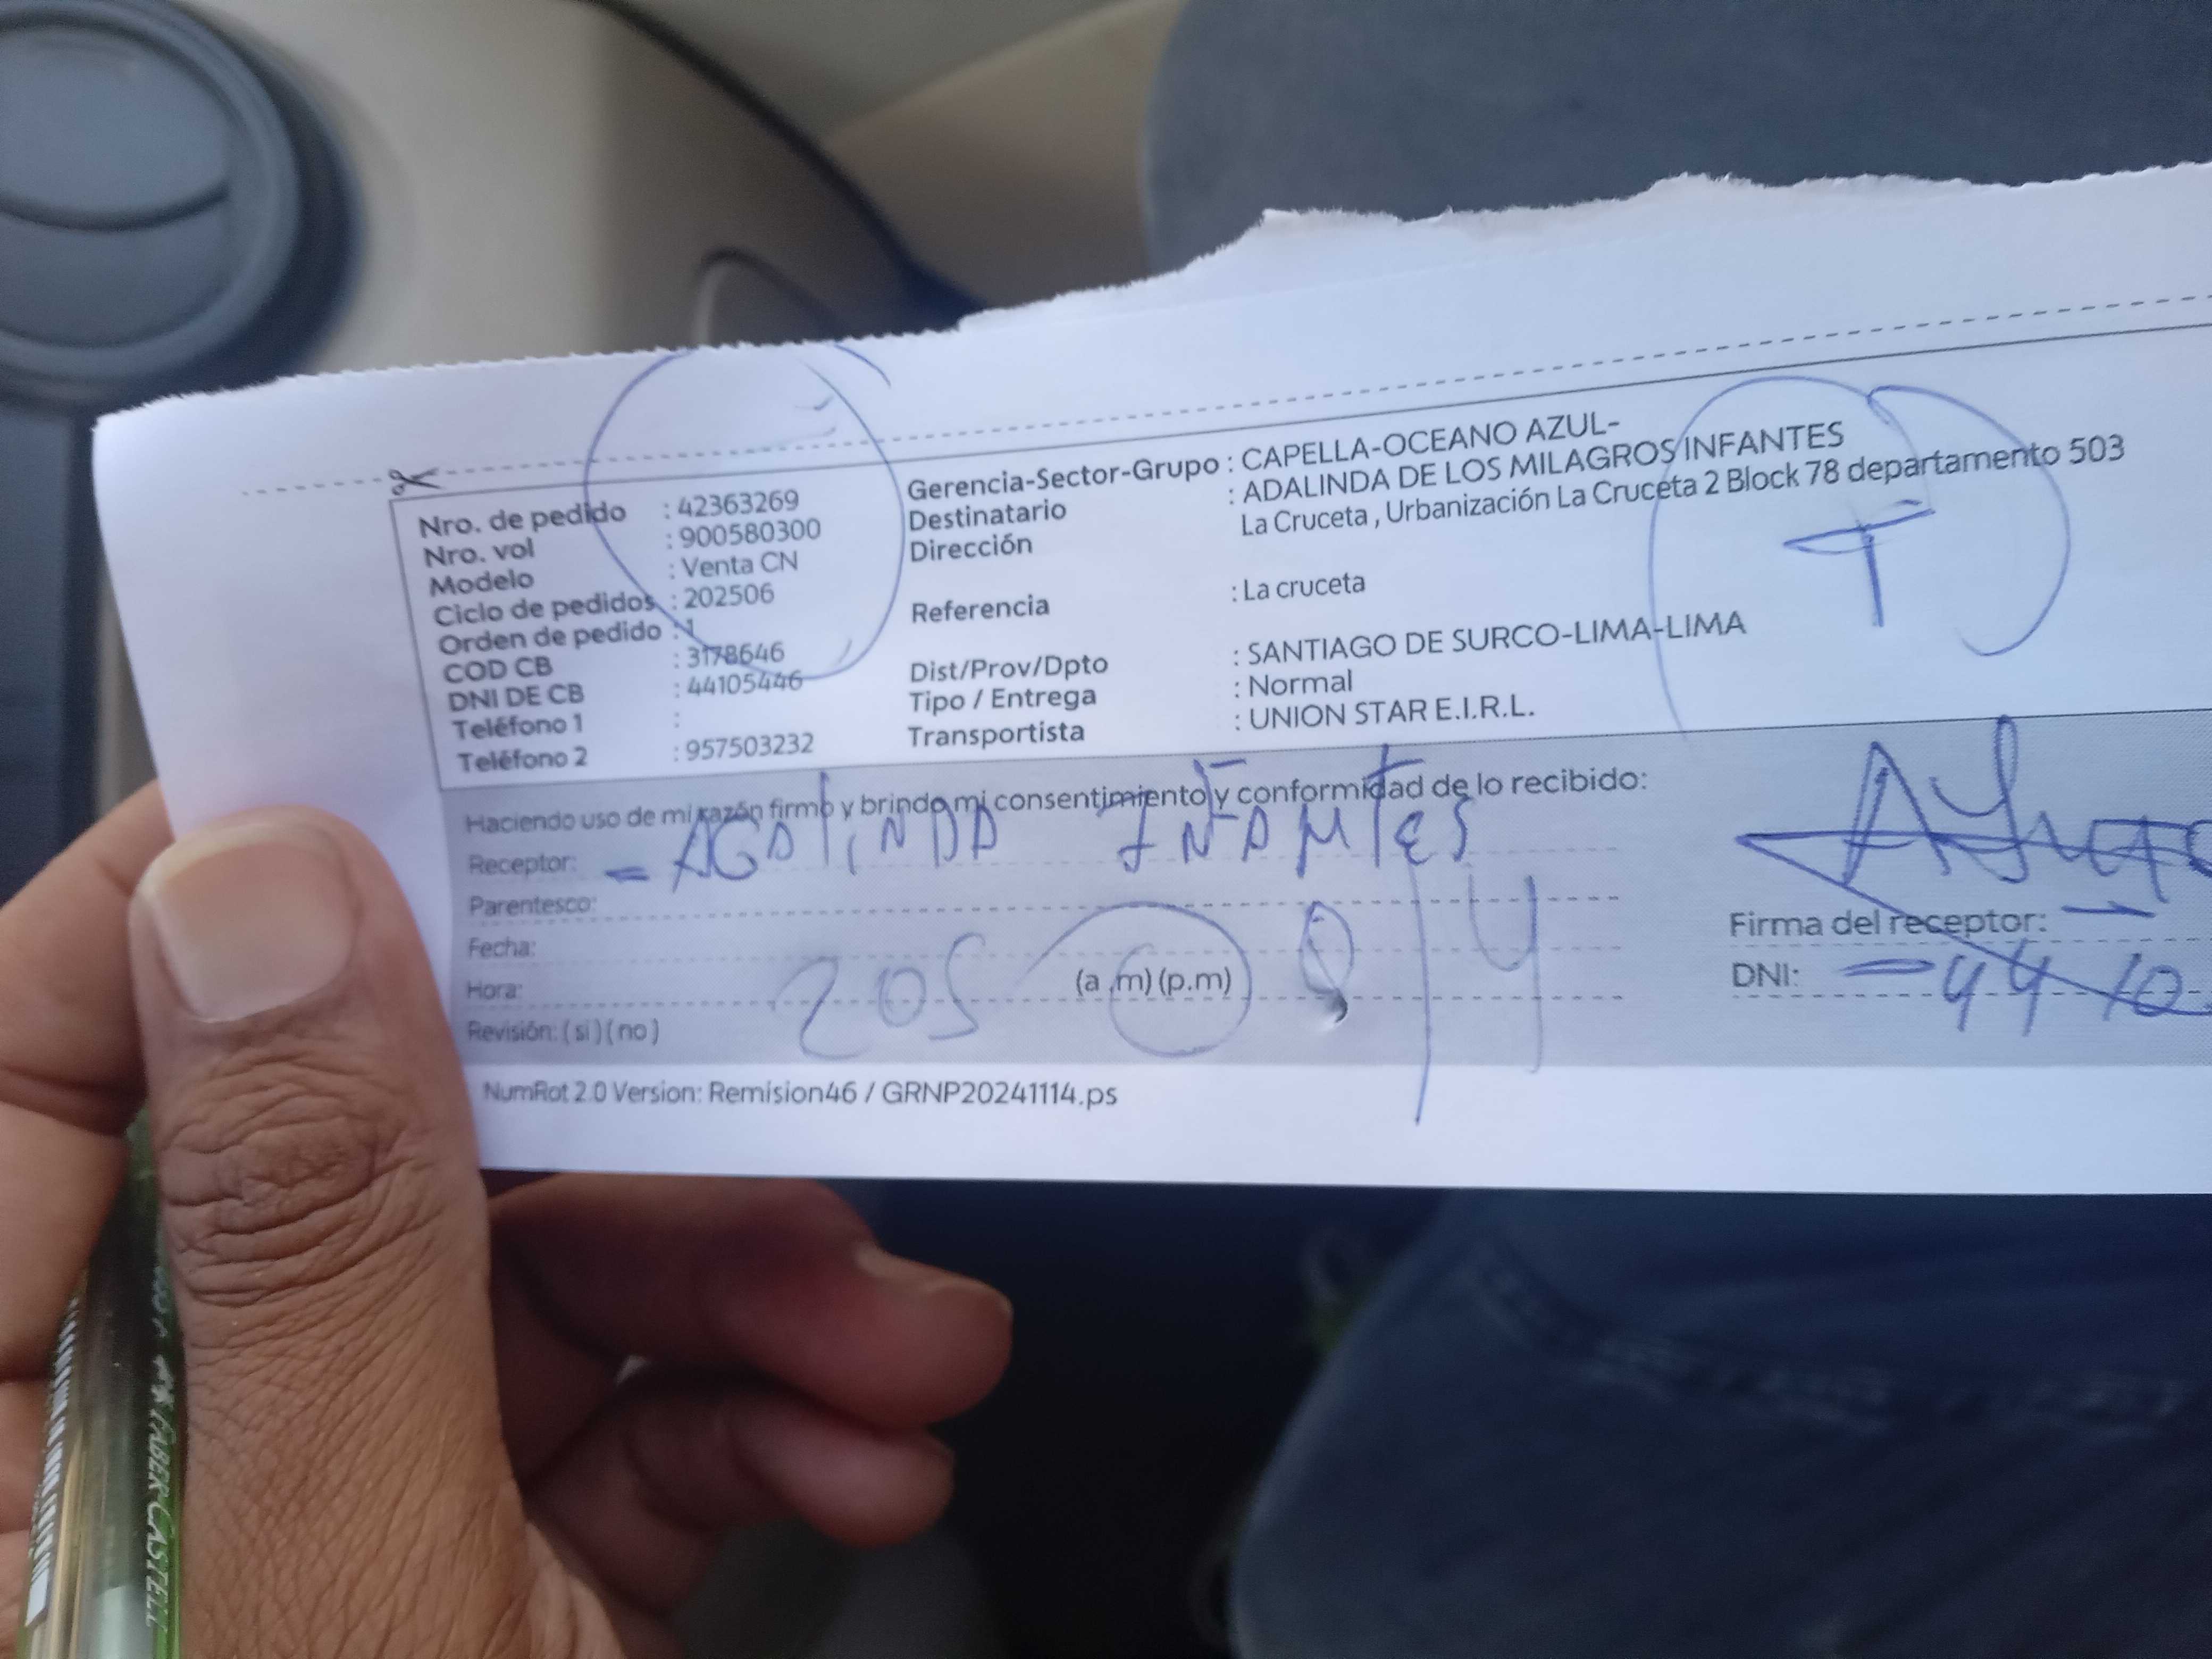 Nro. de pedido : 42363269
Nro. vol : 900580300
Modelo : Venta CN
Ciclo de pedidos : 202506
Orden de pedido : 1
COD CB : 3178646
DNI DE CB : 44105446
Teléfono 1 :
Teléfono 2 : 957503232
Gerencia-Sector-Grupo : CAPELLA-OCEANO AZUL-
Destinatario : ADALINDA DE LOS MILAGROS INFANTES
Dirección La Cruceta , Urbanización La Cruceta 2 Block 78 departamento 503
Referencia : La cruceta
Dist/Prov/Dpto : SANTIAGO DE SURCO-LIMA-LIMA
Tipo / Entrega : Normal
Transportista : UNION STAR E.I.R.L.
T
Haciendo uso de mi razón firmo y brindo mi consentimiento y conformidad de lo recibido:
Receptor:
Parentesco:
Fecha:
Hora: 205 (a .m) (p.m) 8/4
Revisión: ( si ) ( no )
Firma del receptor:
DNI: - 4410
NumRot 2.0 Version: Remision46 / GRNP20241114.ps
FABER-CASTELL